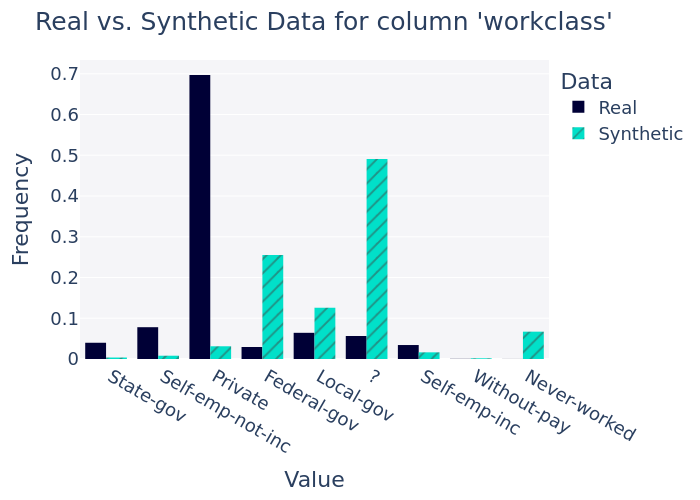 Real vs. Synthetic Data for column 'workclass'
Data
Real
Synthetic
Frequency
0.7
0.6
0.5
0.4
0.3
0.2
0.1
0
State-gov
Self-emp-not-inc
Private
Federal-gov
Local-gov
?
Self-emp-inc
Without-pay
Never-worked
Value